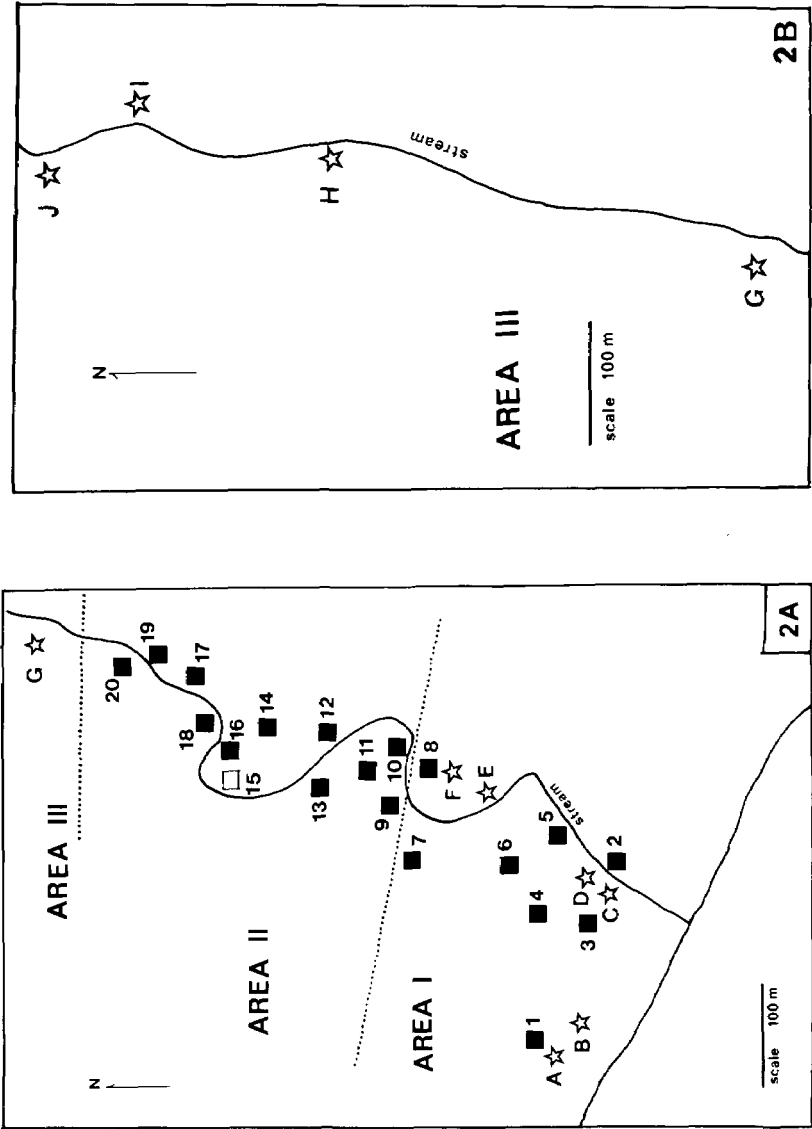 2B
N
J
I
H
stream
G
AREA III
scale 100 m
2A
N
G
AREA III
20
19
17
18
16
15
14
AREA II
12
13
11
10
9
8
7
F
E
AREA I
6
5
stream
4
D
2
C
3
1
A
B
scale 100 m